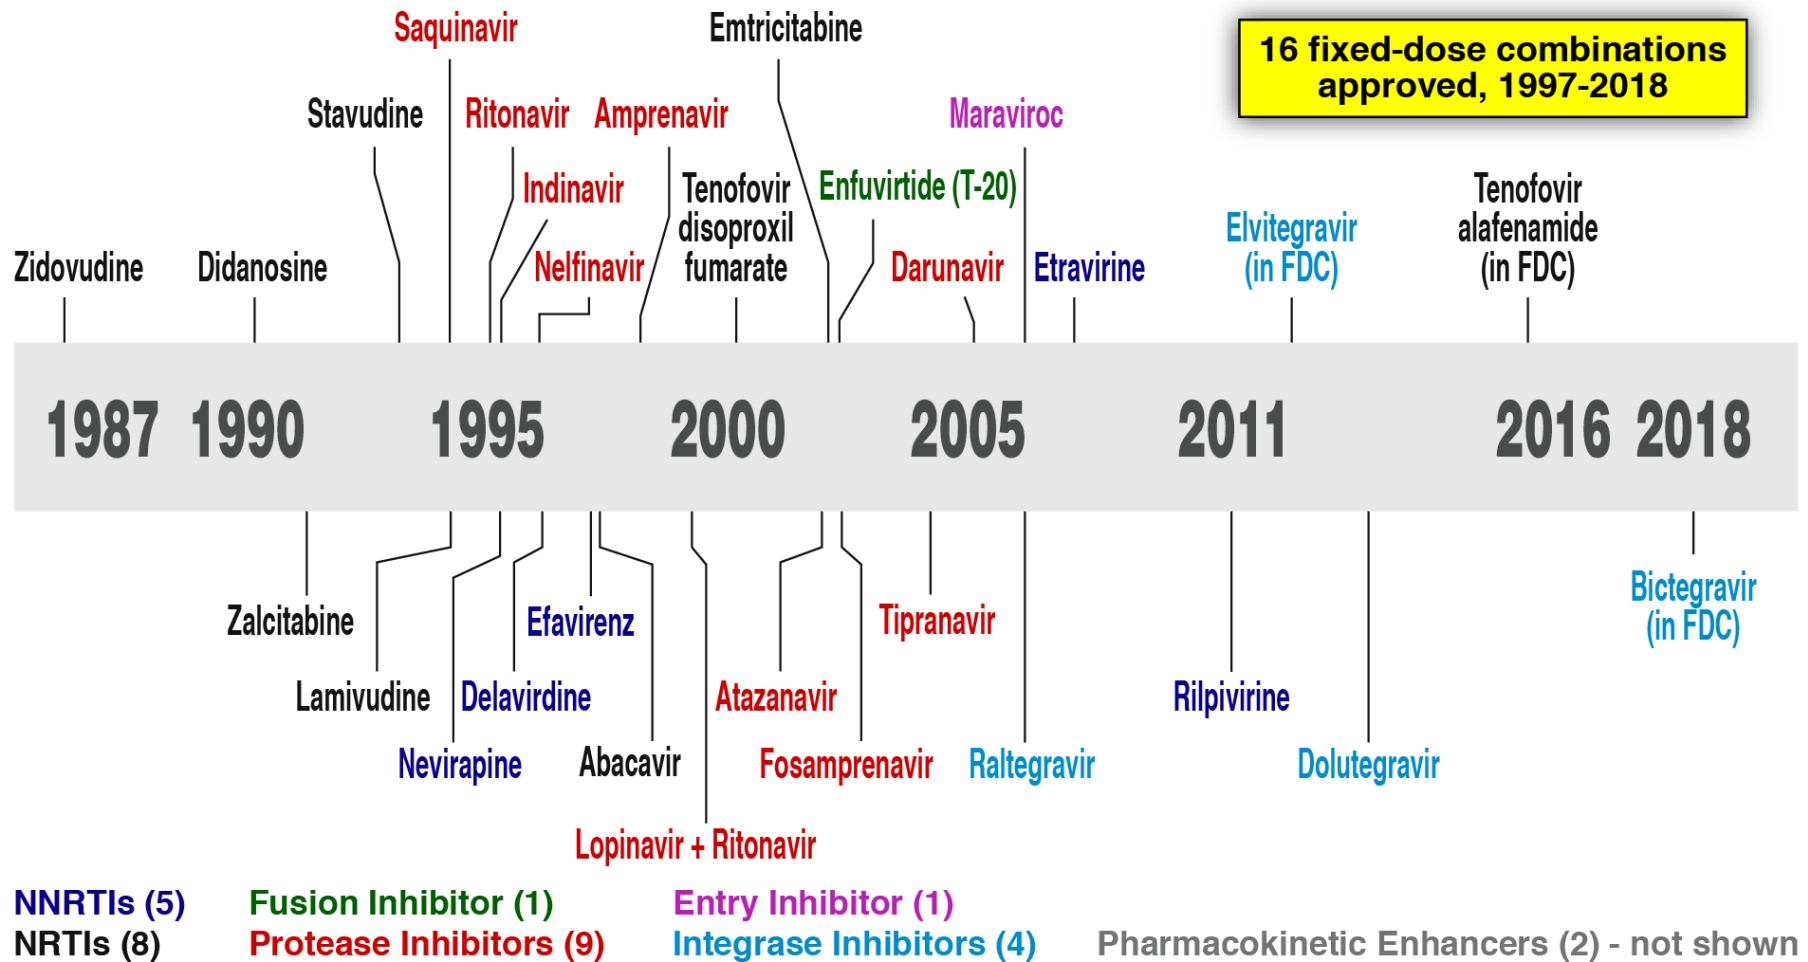 Saquinavir
Emtricitabine
16 fixed-dose combinations
approved, 1997-2018
Stavudine
Ritonavir
Amprenavir
Maraviroc
Indinavir
Tenofovir
disoproxil
fumarate
Enfuvirtide (T-20)
Elvitegravir
(in FDC)
Tenofovir
alafenamide
(in FDC)
Zidovudine
Didanosine
Nelfinavir
Darunavir
Etravirine
1987
1990
1995
2000
2005
2011
2016
2018
Zalcitabine
Efavirenz
Tipranavir
Bictegravir
(in FDC)
Lamivudine
Delavirdine
Atazanavir
Rilpivirine
Nevirapine
Abacavir
Fosamprenavir
Raltegravir
Dolutegravir
Lopinavir + Ritonavir
NNRTIs (5)
Fusion Inhibitor (1)
Entry Inhibitor (1)
NRTIs (8)
Protease Inhibitors (9)
Integrase Inhibitors (4)
Pharmacokinetic Enhancers (2) - not shown